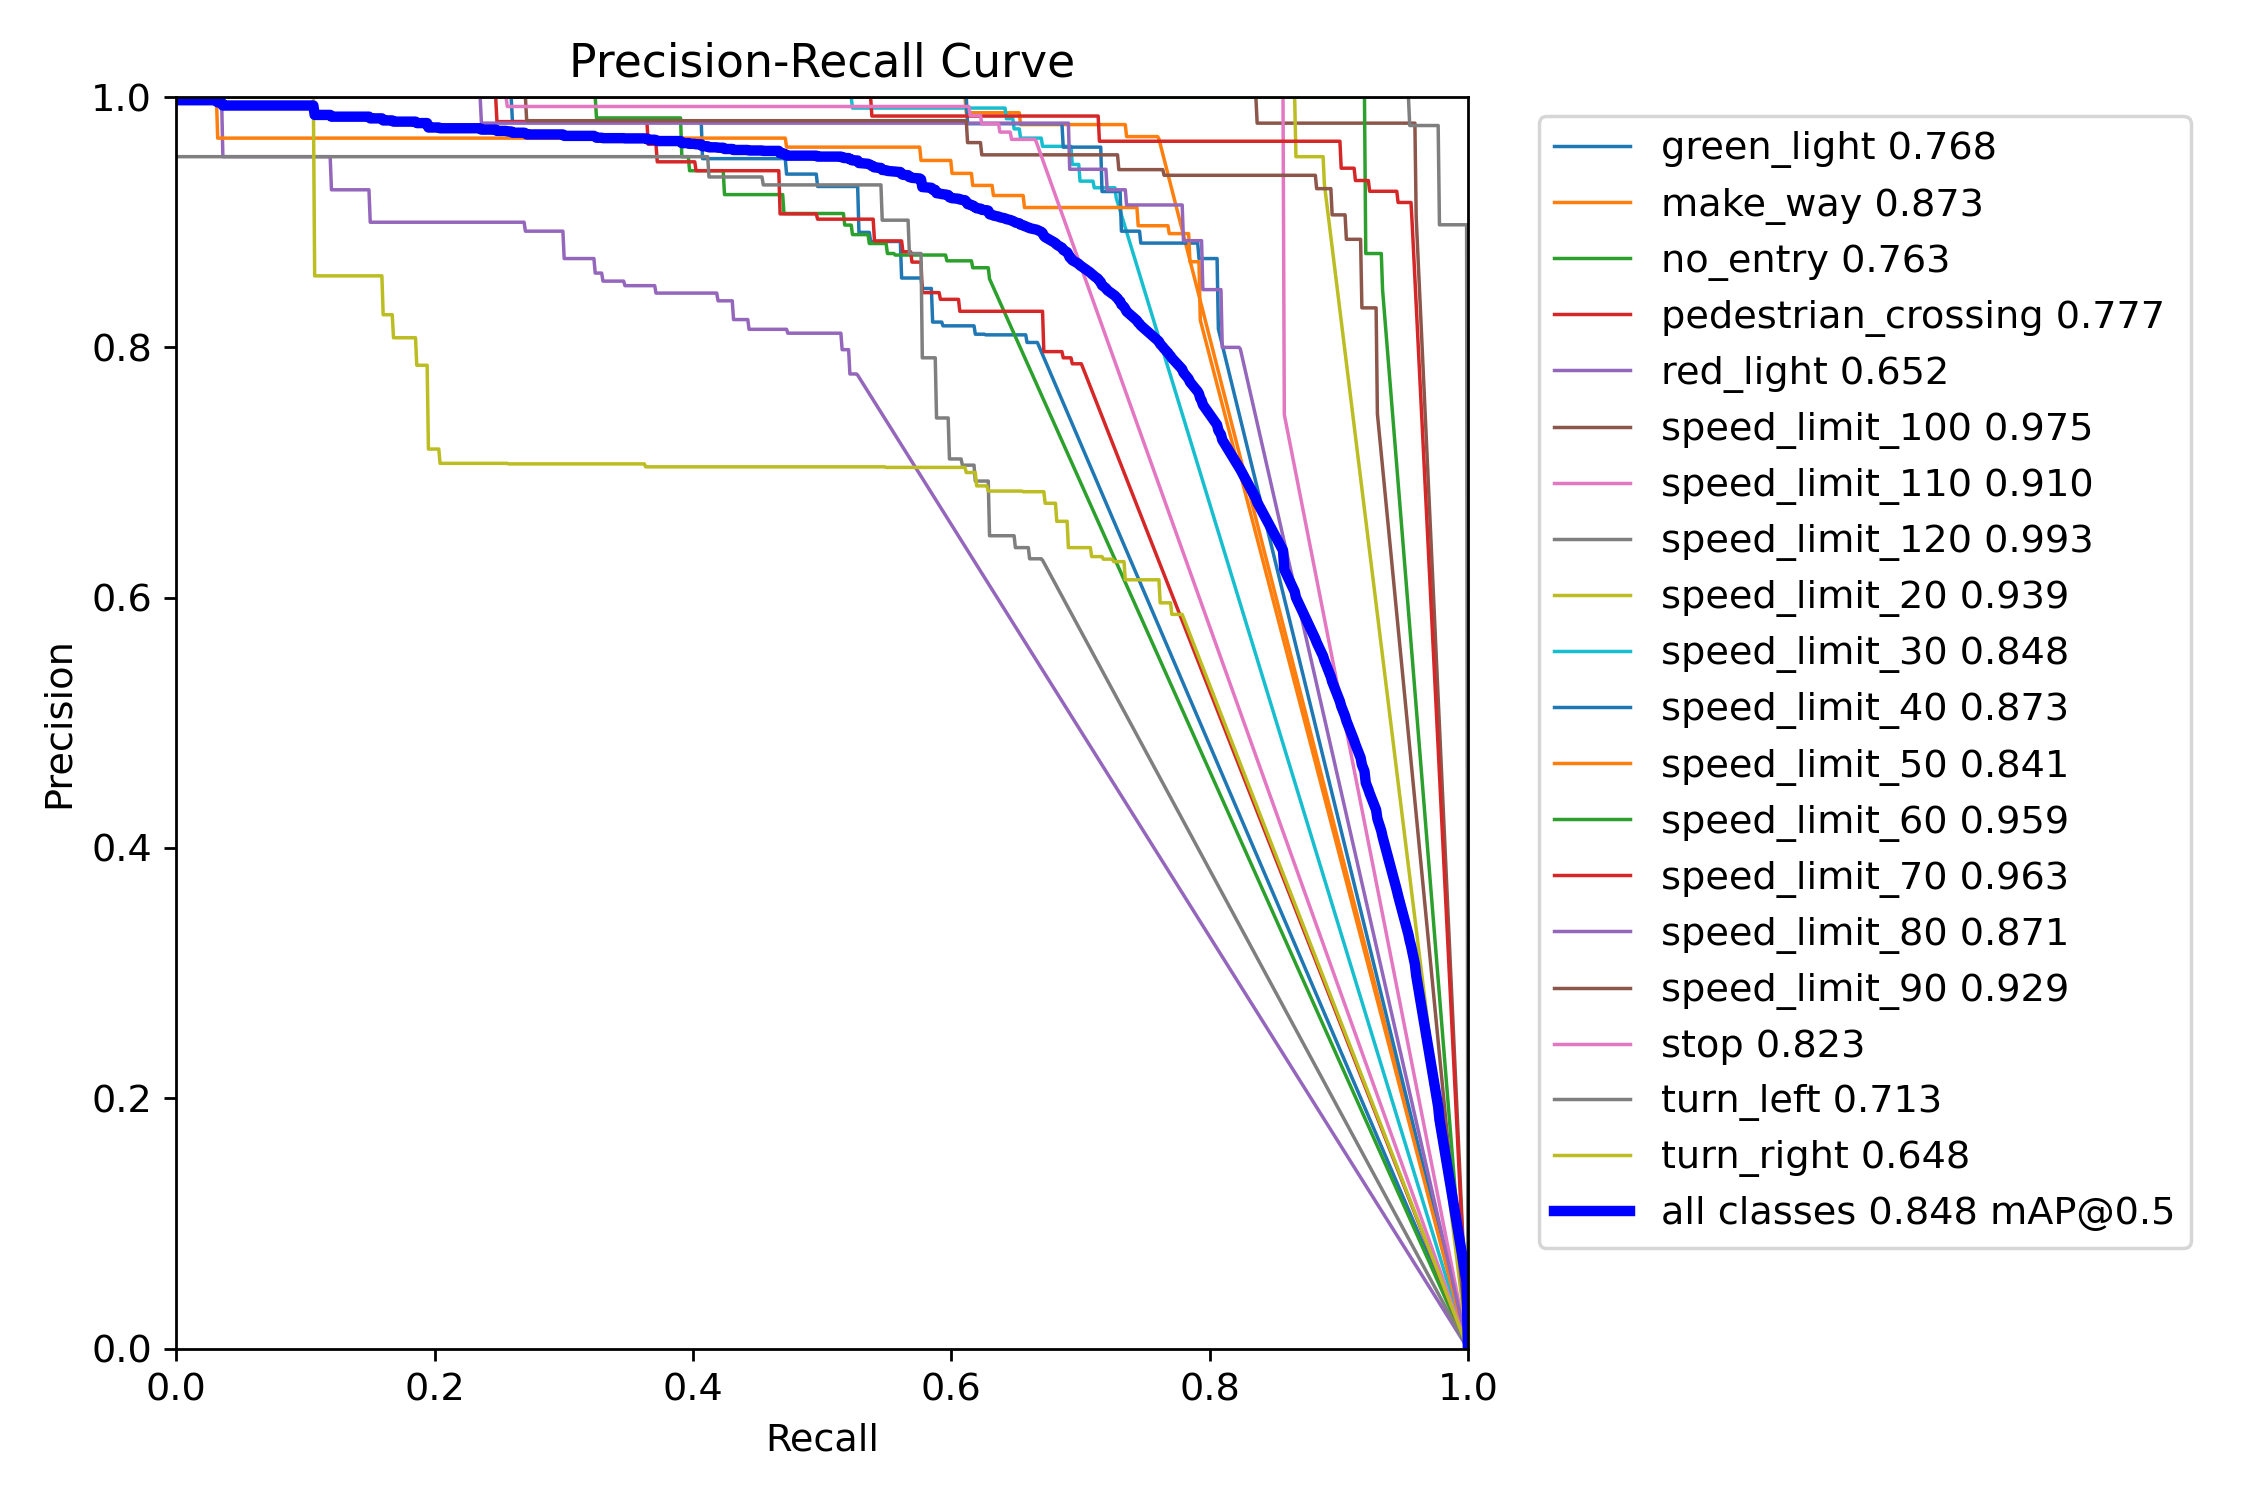 Precision-Recall Curve
1.0
0.8
0.6
0.4
0.2
0.0
Precision
0.0 0.2 0.4 0.6 0.8 1.0
Recall
green_light 0.768
make_way 0.873
no_entry 0.763
pedestrian_crossing 0.777
red_light 0.652
speed_limit_100 0.975
speed_limit_110 0.910
speed_limit_120 0.993
speed_limit_20 0.939
speed_limit_30 0.848
speed_limit_40 0.873
speed_limit_50 0.841
speed_limit_60 0.959
speed_limit_70 0.963
speed_limit_80 0.871
speed_limit_90 0.929
stop 0.823
turn_left 0.713
turn_right 0.648
all classes 0.848 mAP@0.5